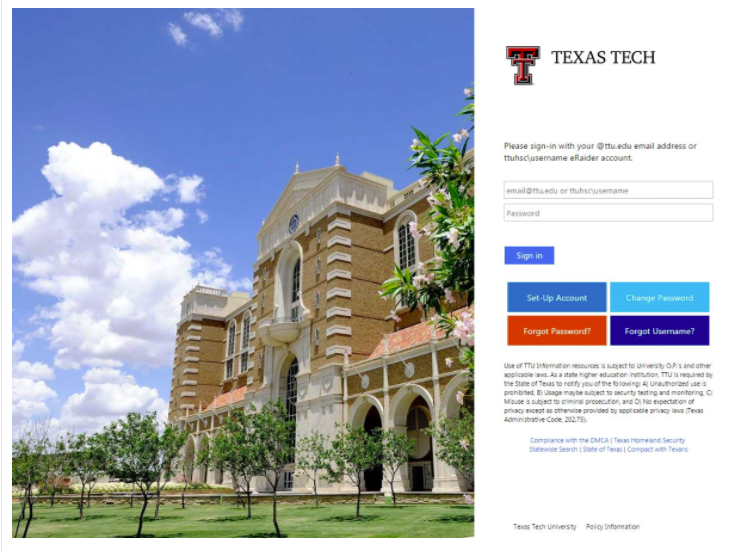 TEXAS TECH
Please sign-in with your @ttu.edu email address or
ttuhsc\username eRaider account.
email@ttu.edu or ttuhsc\username
Password
Sign in
Set-Up Account
Change Password
Forgot Password?
Forgot Username?
Use of TTU Information resources is subject to University O.P.'s and other
applicable laws. As a state higher education institution, TTU is required by
the State of Texas to notify you of the following: A) Unauthorized use is
prohibited, B) Usage maybe subject to security testing and monitoring, C)
Misuse is subject to criminal prosecution, and D) No expectation of
privacy except as otherwise provided by applicable privacy laws (Texas
Administrative Code, 202.75).
Compliance with the DMCA | Texas Homeland Security
Statewide Search | State of Texas | Compact with Texans
Texas Tech University Policy Information